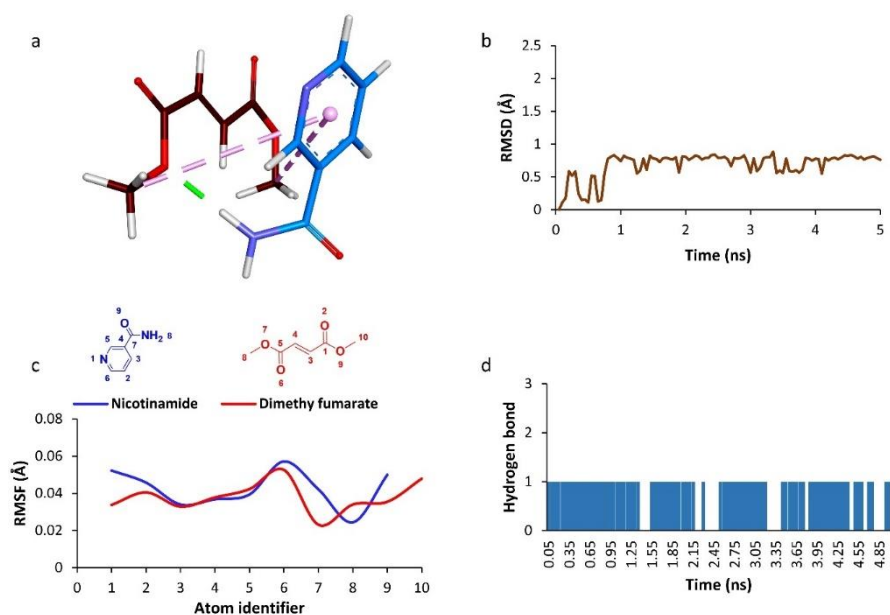 a
b
RMSD (Å)
2.5
2
1.5
1
0.5
0
0 1 2 3 4 5
Time (ns)
9
O
5 4 NH2 8
7
1 N 3
6 2
2
7 O
O 4
5 10
8 1 O
O 3 9
6
c
Nicotinamide
Dimethy fumarate
RMSF (Å)
0.08
0.06
0.04
0.02
0
0 1 2 3 4 5 6 7 8 9 10
Atom identifier
d
Hydrogen bond
3
2
1
0
0.05 0.35 0.65 0.95 1.25 1.55 1.85 2.15 2.45 2.75 3.05 3.35 3.65 3.95 4.25 4.55 4.85
Time (ns)